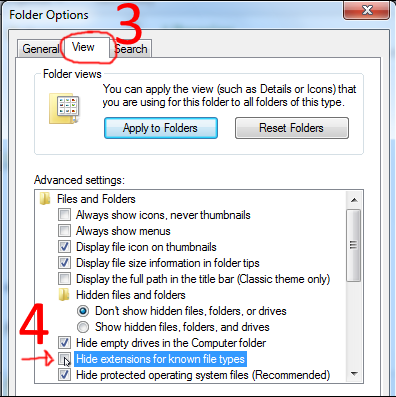 Folder Options
3
General View Search
Folder views
You can apply the view (such as Details or Icons) that
you are using for this folder to all folders of this type.
Apply to Folders Reset Folders
Advanced settings:
Files and Folders
Always show icons, never thumbnails
Always show menus
Display file icon on thumbnails
Display file size information in folder tips
Display the full path in the title bar (Classic theme only)
Hidden files and folders
Don't show hidden files, folders, or drives
Show hidden files, folders, and drives
Hide empty drives in the Computer folder
4
Hide extensions for known file types
Hide protected operating system files (Recommended)